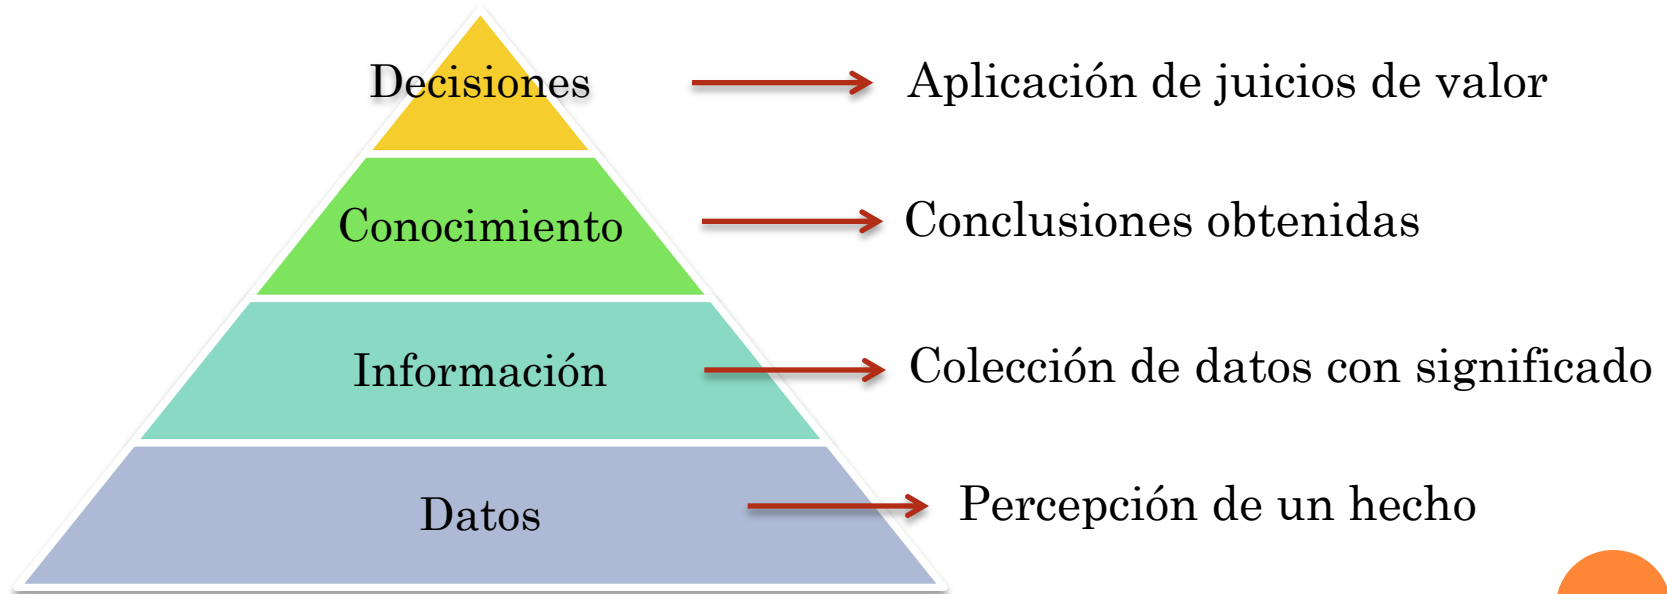 Decisiones
Aplicación de juicios de valor
Conocimiento
Conclusiones obtenidas
Información
Colección de datos con significado
Datos
Percepción de un hecho